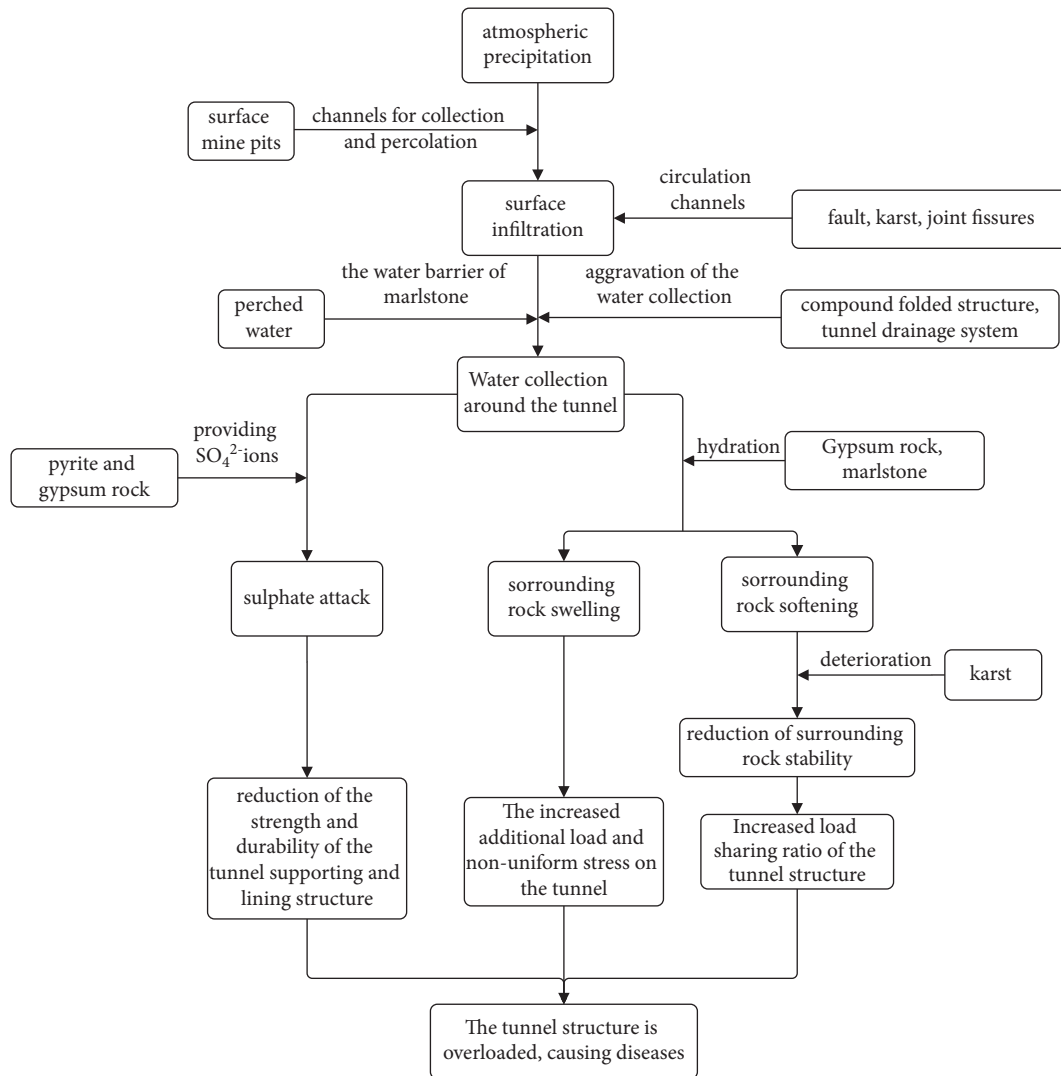 atmospheric
precipitation
surface
mine pits
channels for collection
and percolation
surface
infiltration
circulation
channels
fault, karst, joint fissures
perched
water
the water barrier of
marlstone
aggravation of the
water collection
compound folded structure,
tunnel drainage system
Water collection
around the tunnel
pyrite and
gypsum rock
providing
SO₄²⁻ions
hydration
Gypsum rock,
marlstone
sulphate attack
sorrounding
rock swelling
sorrounding
rock softening
deterioration
karst
reduction of surrounding
rock stability
reduction of the
strength and
durability of the
tunnel supporting and
lining structure
The increased
additional load and
non-uniform stress on
the tunnel
Increased load
sharing ratio of the
tunnel structure
The tunnel structure is
overloaded, causing diseases